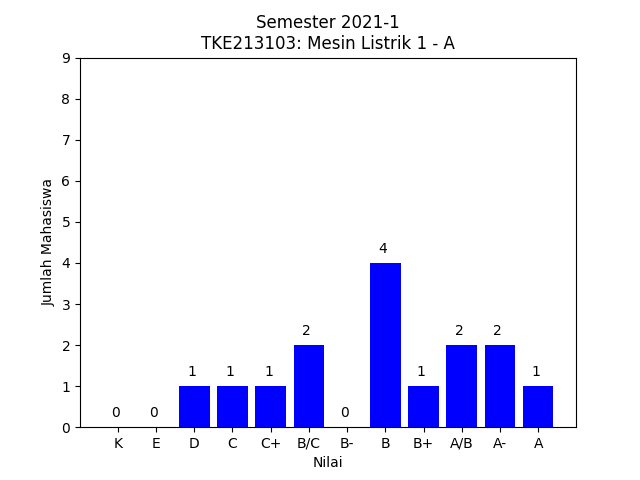 Semester 2021-1
TKE213103: Mesin Listrik 1 - A
Jumlah Mahasiswa
9
8
7
6
5
4
3
2
1
0
0 0 1 1 1 2 0 4 1 2 2 1
K E D C C+ B/C B- B B+ A/B A- A
Nilai